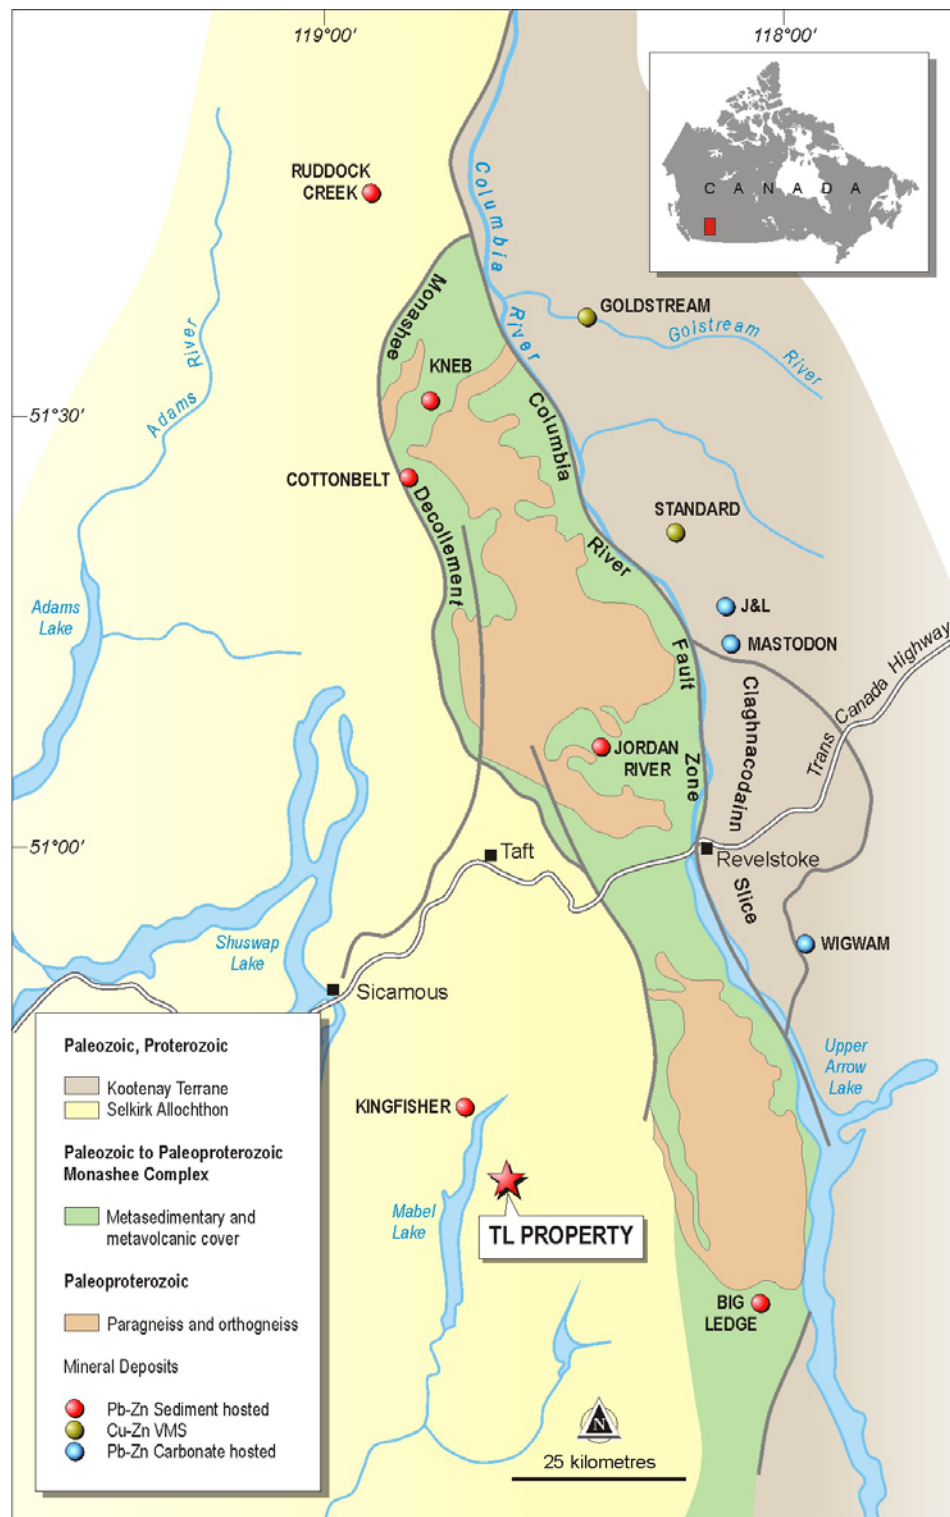 119°00'
118°00'
RUDDOCK
CREEK
Columbia
River
CANADA
GOLDSTREAM
Golstream
River
Monashee
Decollement
Adams
River
KNEB
51°30'
COTTONBELT
Columbia
River
Fault
Zone
STANDARD
J&L
MASTODON
Adams
Lake
Trans Canada Highway
Claghnacodainn
Slice
JORDAN
RIVER
51°00'
Taft
Revelstoke
Shuswap
Lake
WIGWAM
Sicamous
Upper
Arrow
Lake
KINGFISHER
Mabel
Lake
TL PROPERTY
BIG
LEDGE
Paleozoic, Proterozoic
Kootenay Terrane
Selkirk Allochthon
Paleozoic to Paleoproterozoic
Monashee Complex
Metasedimentary and
metavolcanic cover
Paleoproterozoic
Paragneiss and orthogneiss
Mineral Deposits
Pb-Zn Sediment hosted
Cu-Zn VMS
Pb-Zn Carbonate hosted
N
25 kilometres